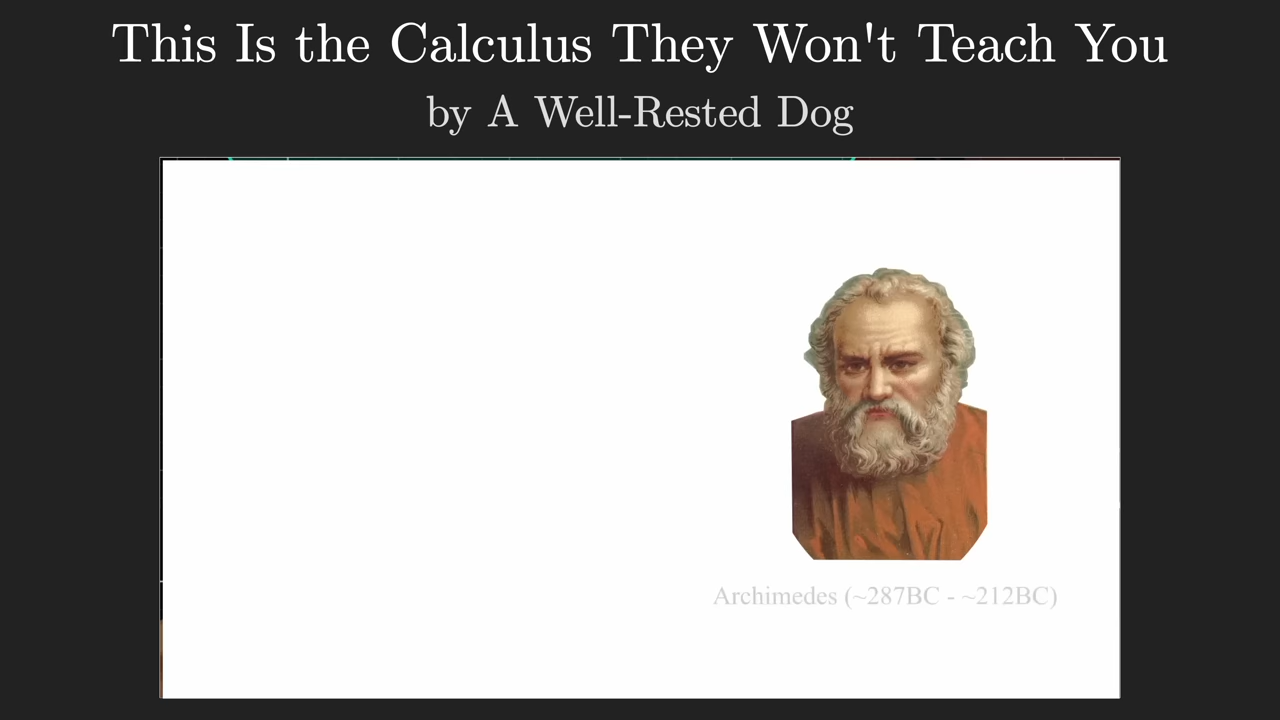 This Is the Calculus They Won't Teach You
by A Well-Rested Dog
Archimedes (~287BC - ~212BC)